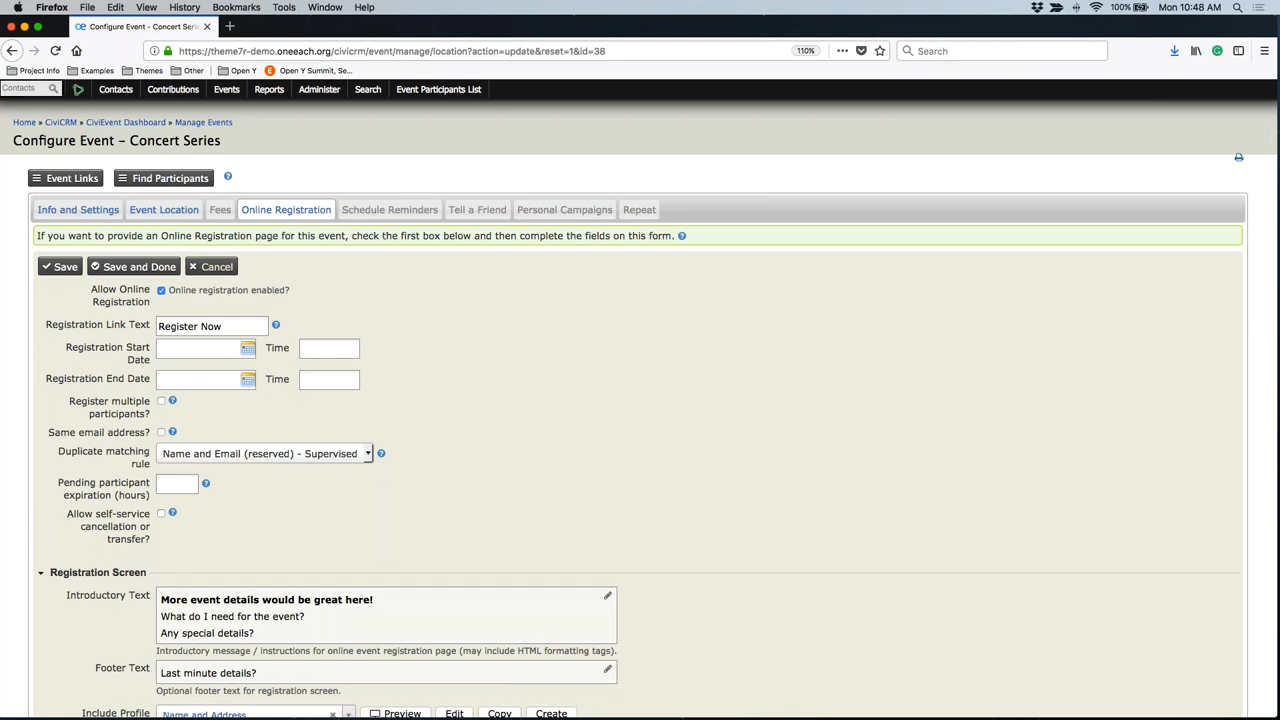 Firefox File Edit View History Bookmarks Tools Window Help 100% Mon 10:48 AM
Configure Event - Concert Serie
https://theme7r-demo.oneeach.org/civicrm/event/manage/location?action=update&reset=1&id=38 110% Search
Project Info Examples Themes Other Open Y Open Y Summit, Se...
Contacts Contacts Contributions Events Reports Administer Search Event Participants List
Home » CiviCRM » CiviEvent Dashboard » Manage Events
Configure Event - Concert Series
Event Links Find Participants
Info and Settings Event Location Fees Online Registration Schedule Reminders Tell a Friend Personal Campaigns Repeat
If you want to provide an Online Registration page for this event, check the first box below and then complete the fields on this form.
Save Save and Done Cancel
Allow Online Registration Online registration enabled?
Registration Link Text Register Now
Registration Start Date Time
Registration End Date Time
Register multiple participants?
Same email address?
Duplicate matching rule Name and Email (reserved) - Supervised
Pending participant expiration (hours)
Allow self-service cancellation or transfer?
Registration Screen
Introductory Text More event details would be great here!
What do I need for the event?
Any special details?
Introductory message / instructions for online event registration page (may include HTML formatting tags).
Footer Text Last minute details?
Optional footer text for registration screen.
Include Profile Name and Address Preview Edit Copy Create